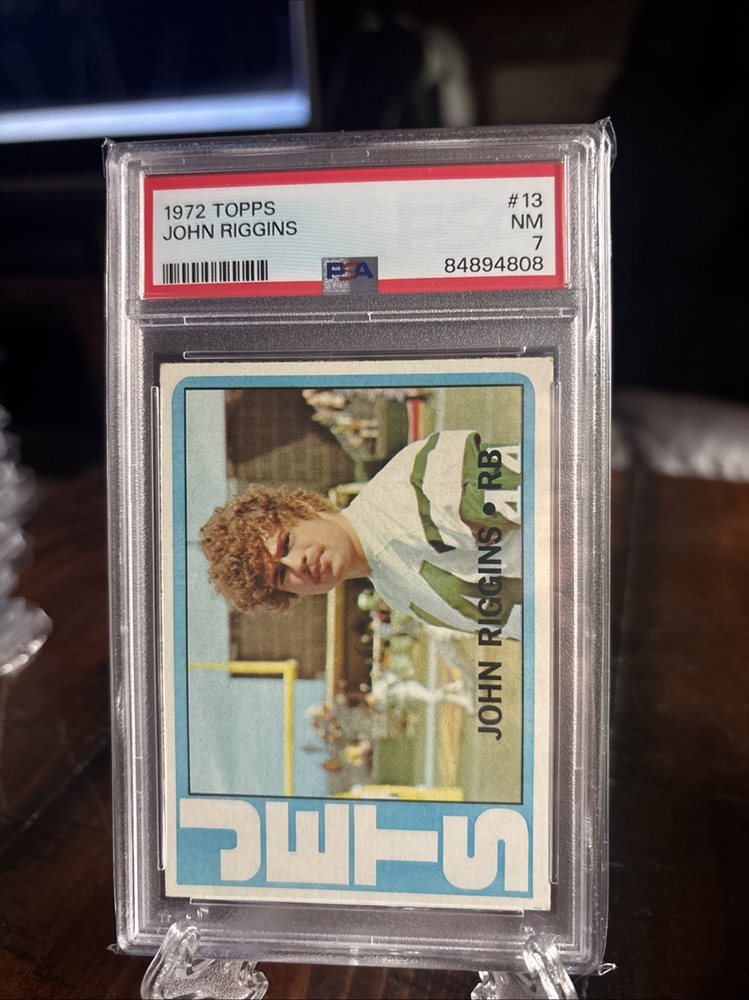 1972 TOPPS #13
JOHN RIGGINS NM
7
PSA 84894808
JOHN RIGGINS • RB
JETS